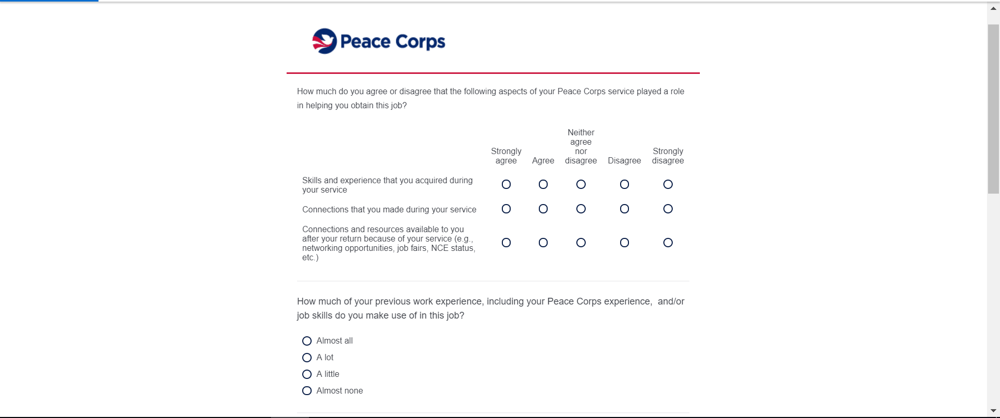 Peace Corps
How much do you agree or disagree that the following aspects of your Peace Corps service played a role
in helping you obtain this job?
Strongly
agree
Agree
Neither
agree
nor
disagree
Disagree
Strongly
disagree
Skills and experience that you acquired during
your service
Connections that you made during your service
Connections and resources available to you
after your return because of your service (e.g.,
networking opportunities, job fairs, NCE status,
etc.)
How much of your previous work experience, including your Peace Corps experience,  and/or
job skills do you make use of in this job?
Almost all
A lot
A little
Almost none